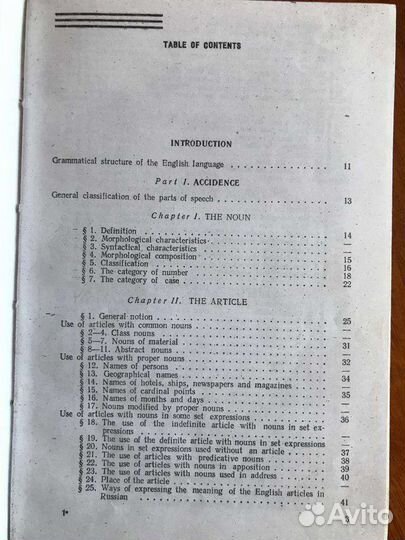 TABLE OF CONTENTS
INTRODUCTION
Grammatical structure of the English language . . . . . . . . . . . 11
Part I. ACCIDENCE
General classification of the parts of speech . . . . . . . . . . . 13
Chapter I. THE NOUN
§ 1. Definition . . . . . . . . . . . 14
§ 2. Morphological characteristics . . . . . . . . . . . —
§ 3. Syntactical characteristics . . . . . . . . . . . —
§ 4. Morphological composition . . . . . . . . . . . 15
§ 5. Classification . . . . . . . . . . . 16
§ 6. The category of number . . . . . . . . . . . 18
§ 7. The category of case . . . . . . . . . . . 22
Chapter II. THE ARTICLE
§ 1. General notion . . . . . . . . . . . 25
Use of articles with common nouns . . . . . . . . . . .
§ 2—4. Class nouns . . . . . . . . . . . —
§ 5—7. Nouns of material . . . . . . . . . . . 31
§ 8—11. Abstract nouns . . . . . . . . . . .
Use of articles with proper nouns . . . . . . . . . . . 32
§ 12. Names of persons . . . . . . . . . . . —
§ 13. Geographical names . . . . . . . . . . . 34
§ 14. Names of hotels, ships, newspapers and magazines
§ 15. Names of cardinal points . . . . . . . . . . . 35
§ 16. Names of months and days . . . . . . . . . . . —
§ 17. Nouns modified by proper nouns . . . . . . . . . . .
Use of articles with nouns in some set expressions . . . . . . . . . . . 36
§ 18. The use of the indefinite article with nouns in set ex-
pressions . . . . . . . . . . . —
§ 19. The use of the definite article with nouns in set expressions —
§ 20. Nouns in set expressions used without an article . . . 37
§ 21. The use of articles with predicative nouns . . . . . 38
§ 22. The use of articles with nouns in apposition . . . . 39
§ 23. The use of articles with nouns used in address . . . 40
§ 24. Place of the article . . . . . . . . . . . —
§ 25. Ways of expressing the meaning of the English articles in
Russian . . . . . . . . . . . 41
1* 3
Avito